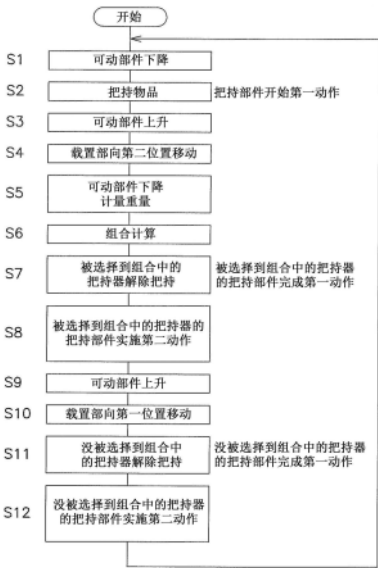 开始
S1 可动部件下降
S2 把持物品 把持部件开始第一动作
S3 可动部件上升
S4 载置部向第二位置移动
S5 可动部件下降
计量重量
S6 组合计算
S7 被选择到组合中的 被选择到组合中的把持器
把持器解除把持 的把持部件完成第一动作
S8 被选择到组合中的把持器的
把持部件实施第二动作
S9 可动部件上升
S10 载置部向第一位置移动
S11 没被选择到组合中 没被选择到组合中的把持器
的把持器解除把持 的把持部件完成第一动作
S12 没被选择到组合中的把持器
的把持部件实施第二动作